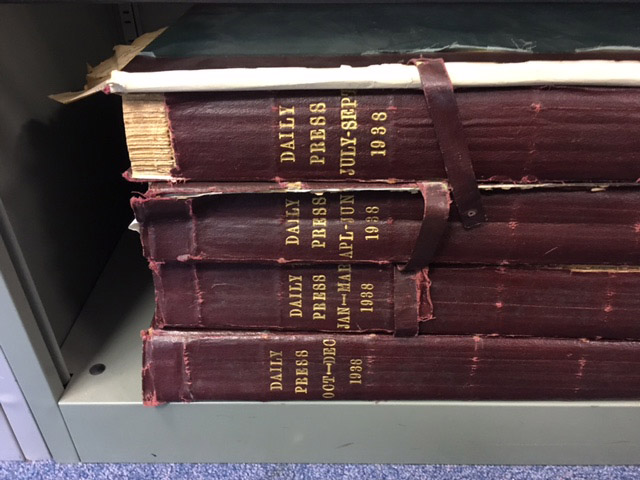 DAILY
PRESS
JULY-SEP
1938
DAILY
PRESS
APL-JUN
1938
DAILY
PRESS
JAN-MAR
1938
DAILY
PRESS
OCT-DEC
1938